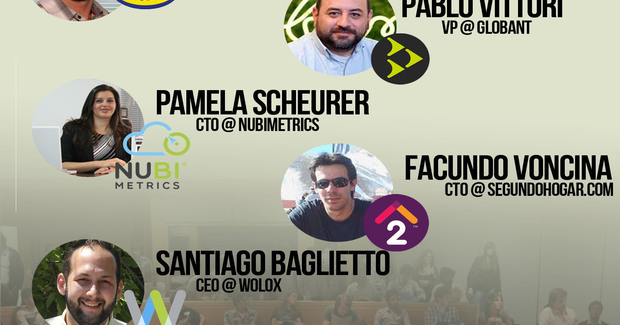 PABLO VITTORI
VP @ GLOBANT
PAMELA SCHEURER
CTO @ NUBIMETRICS
NUBI
METRICS
FACUNDO VONCINA
CTO @ SEGUNDOHOGAR.COM
2
SANTIAGO BAGLIETTO
CEO @ WOLOX
W